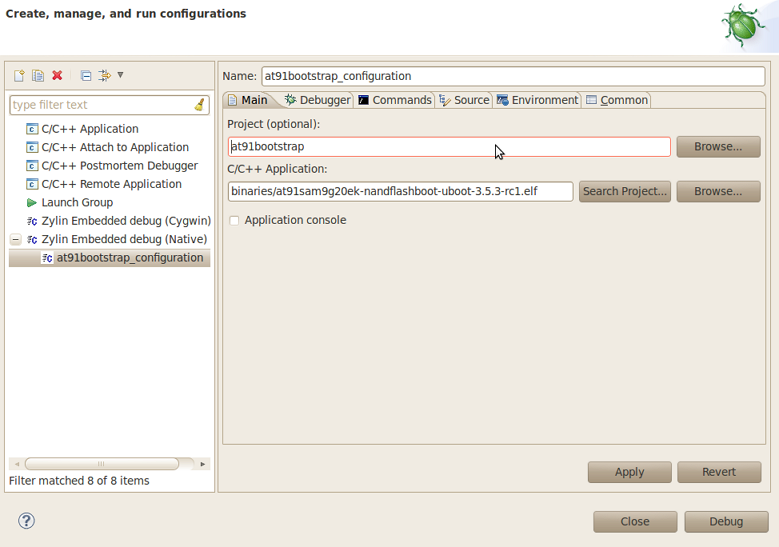 Create, manage, and run configurations
type filter text
C/C++ Application
C/C++ Attach to Application
C/C++ Postmortem Debugger
C/C++ Remote Application
Launch Group
Zylin Embedded debug (Cygwin)
Zylin Embedded debug (Native)
at91bootstrap_configuration
Filter matched 8 of 8 items
Name: at91bootstrap_configuration
Main Debugger Commands Source Environment Common
Project (optional):
at91bootstrap Browse...
C/C++ Application:
binaries/at91sam9g20ek-nandflashboot-uboot-3.5.3-rc1.elf Search Project... Browse...
Application console
Apply Revert
Close Debug